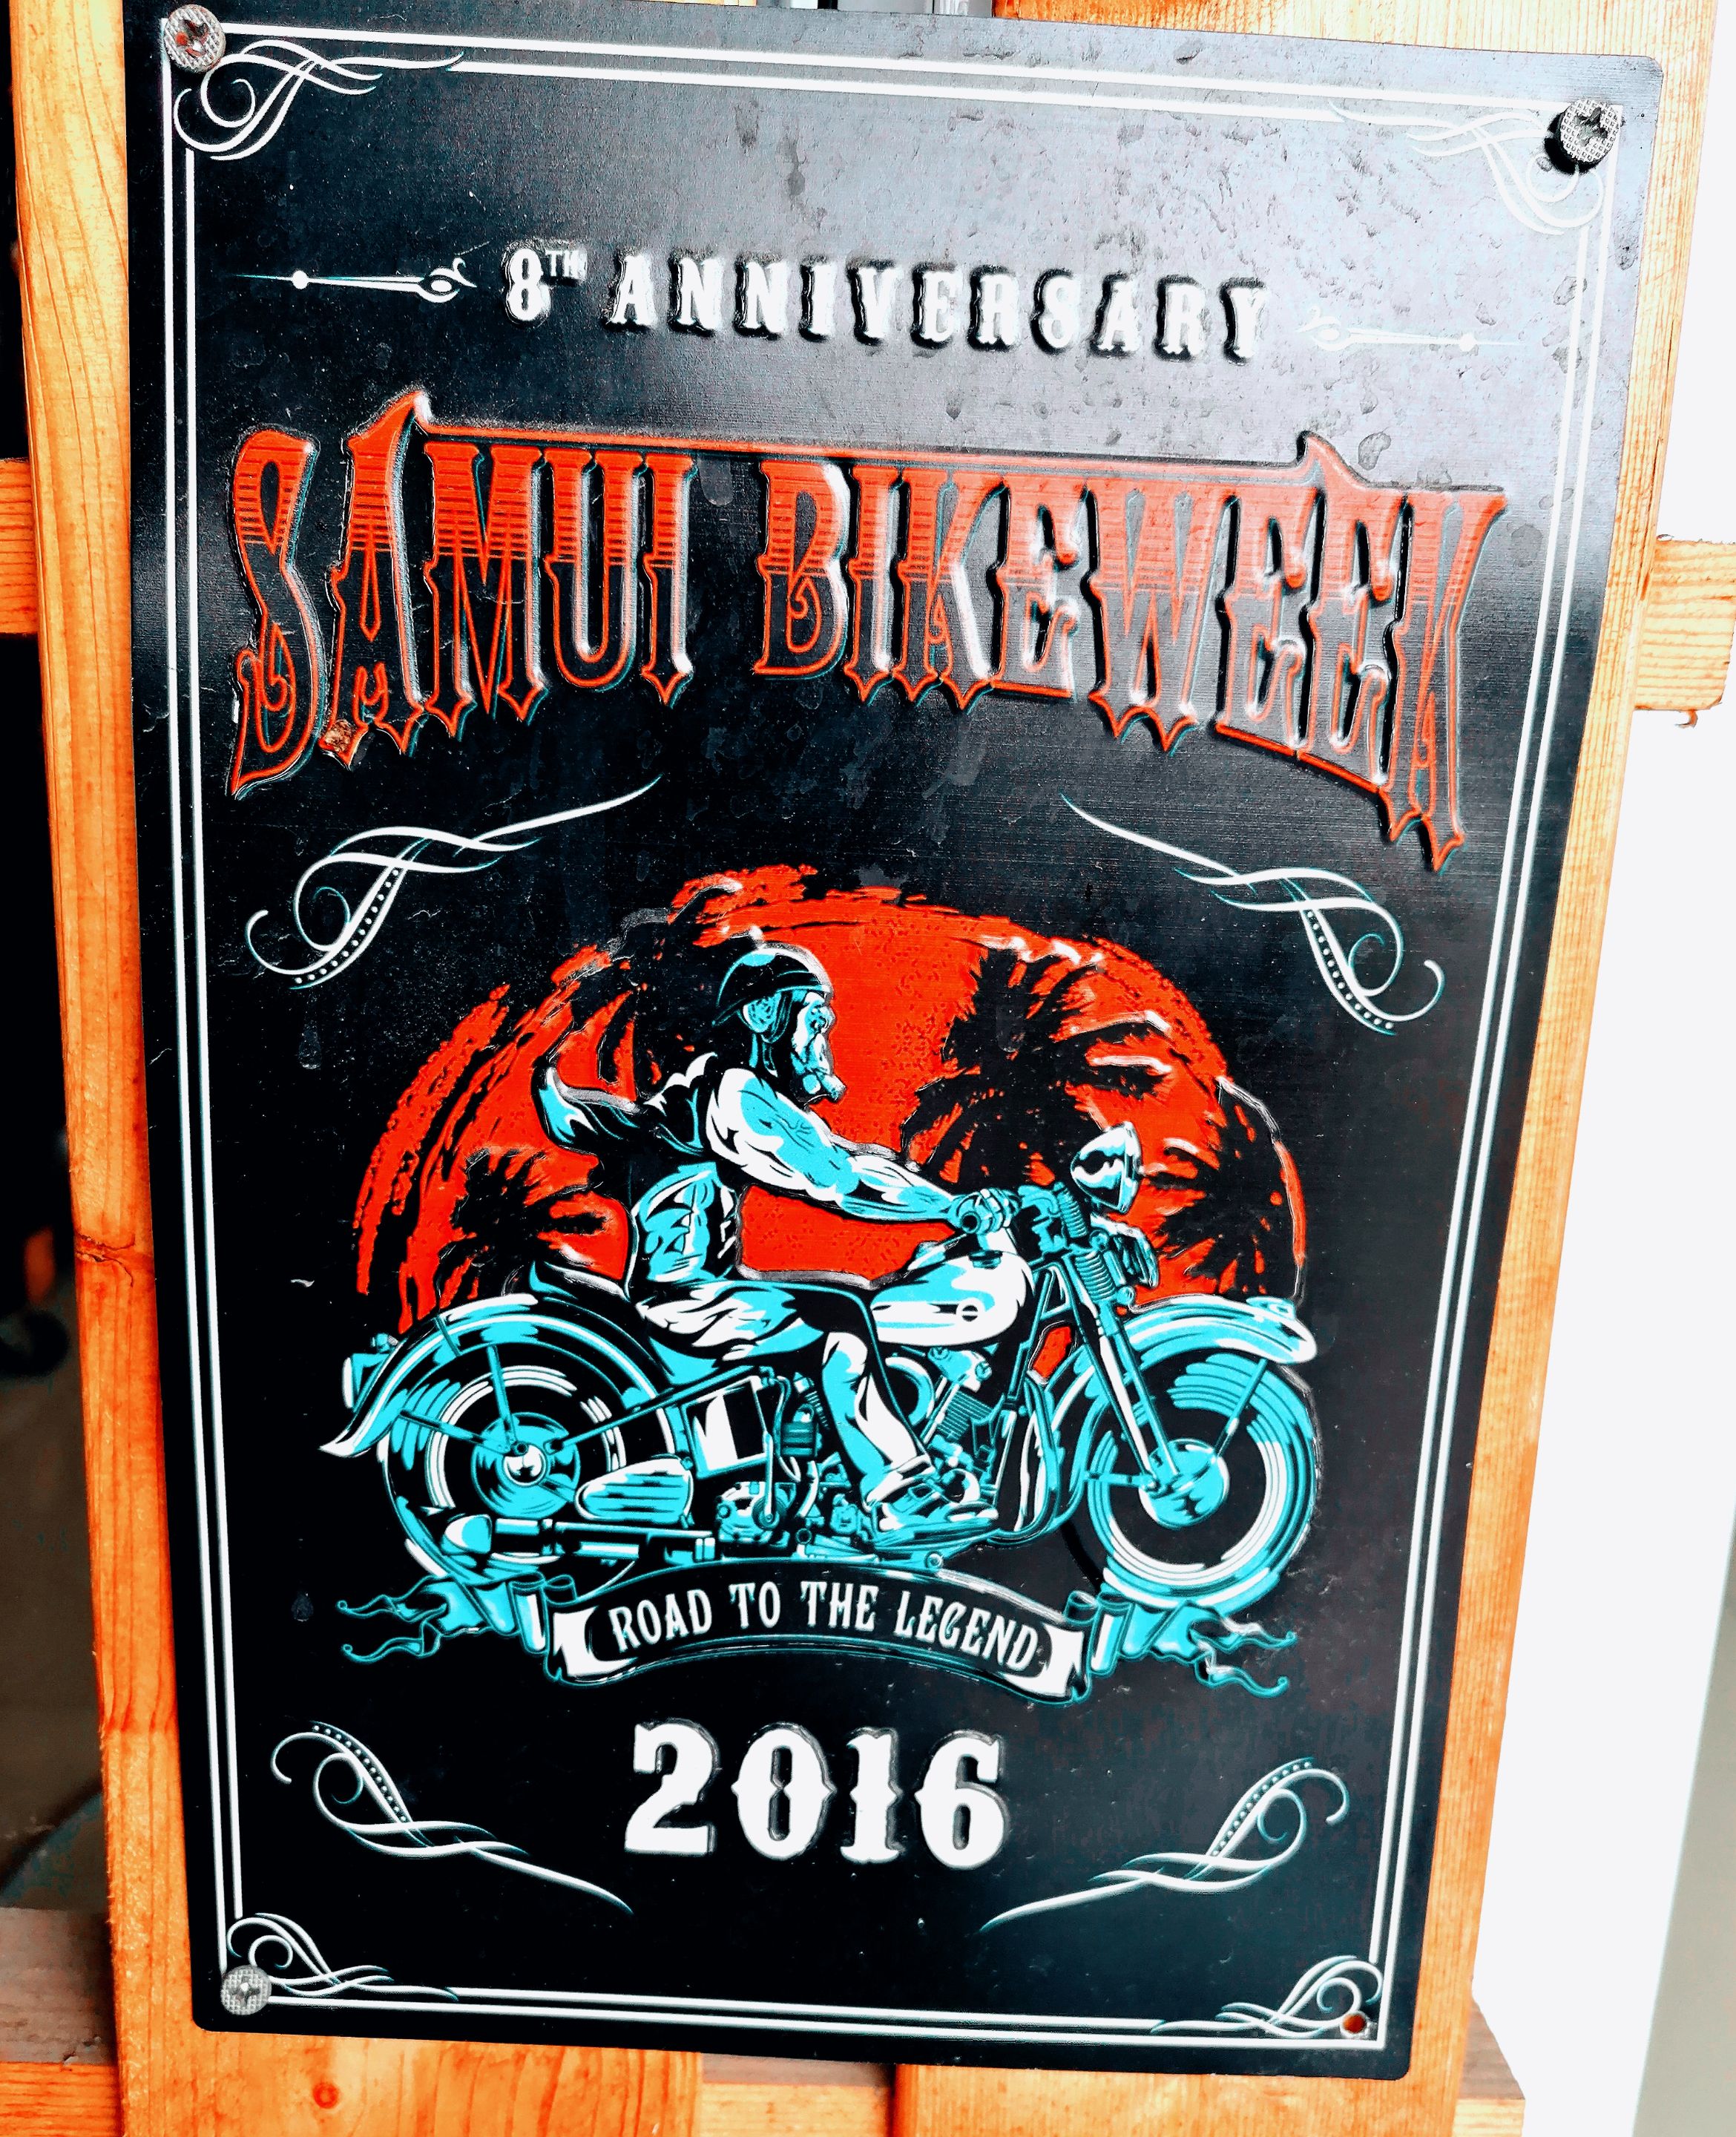 8TH ANNIVERSARY
SAMUI BIKEWEEK
ROAD TO THE LEGEND
2016